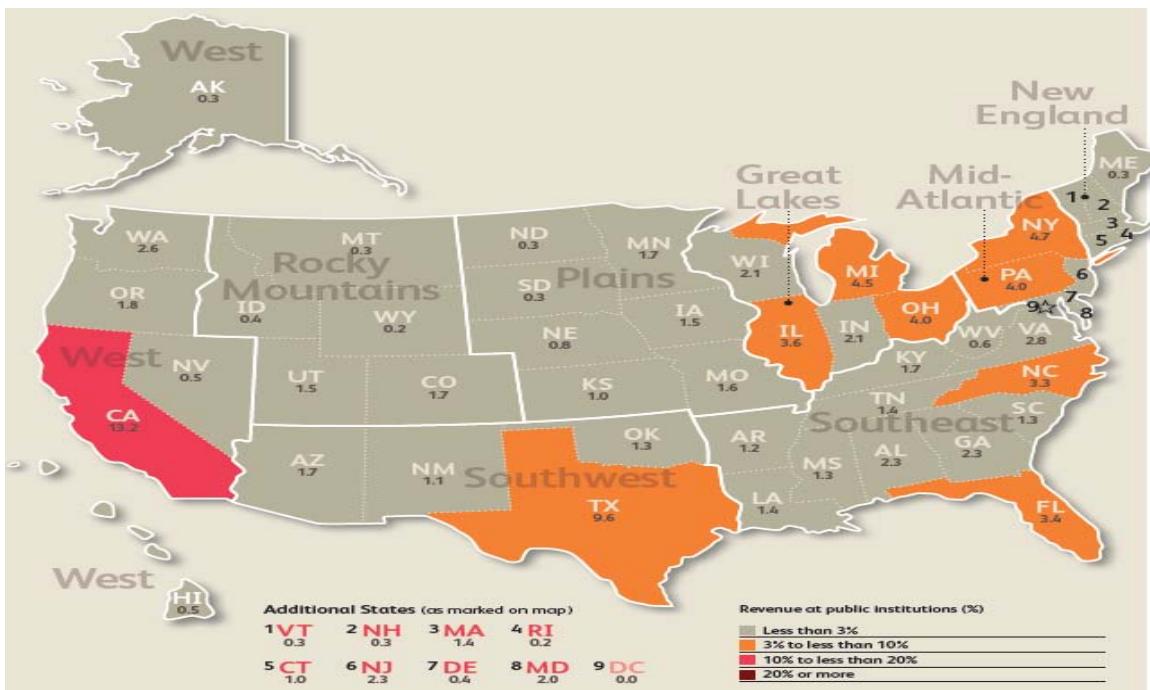 West
AK
0.3
New
England
Great
Lakes
Mid-
Atlantic
ME
0.3
1
2
3
4
5
6
7
8
9
WA
2.6
MT
0.3
ND
0.3
MN
1.7
WI
2.1
MI
4.5
NY
4.7
PA
4.0
Rocky
Mountains
Plains
OR
1.8
ID
0.4
WY
0.2
SD
0.3
IA
1.5
NE
0.8
IL
3.6
IN
2.1
OH
4.0
WV
0.6
VA
2.8
West
NV
0.5
UT
1.5
CO
1.7
KS
1.0
MO
1.6
KY
1.7
NC
3.3
CA
13.2
TN
1.4
SC
1.3
Southeast
AZ
1.7
NM
1.1
Southwest
OK
1.3
AR
1.2
MS
1.3
AL
2.3
GA
2.3
TX
9.6
LA
1.4
FL
3.4
West
HI
0.5
Additional States (as marked on map)
1 VT 2 NH 3 MA 4 RI
0.3 0.3 1.4 0.2
5 CT 6 NJ 7 DE 8 MD 9 DC
1.0 2.3 0.4 2.0 0.0
Revenue at public institutions (%)
Less than 3%
3% to less than 10%
10% to less than 20%
20% or more